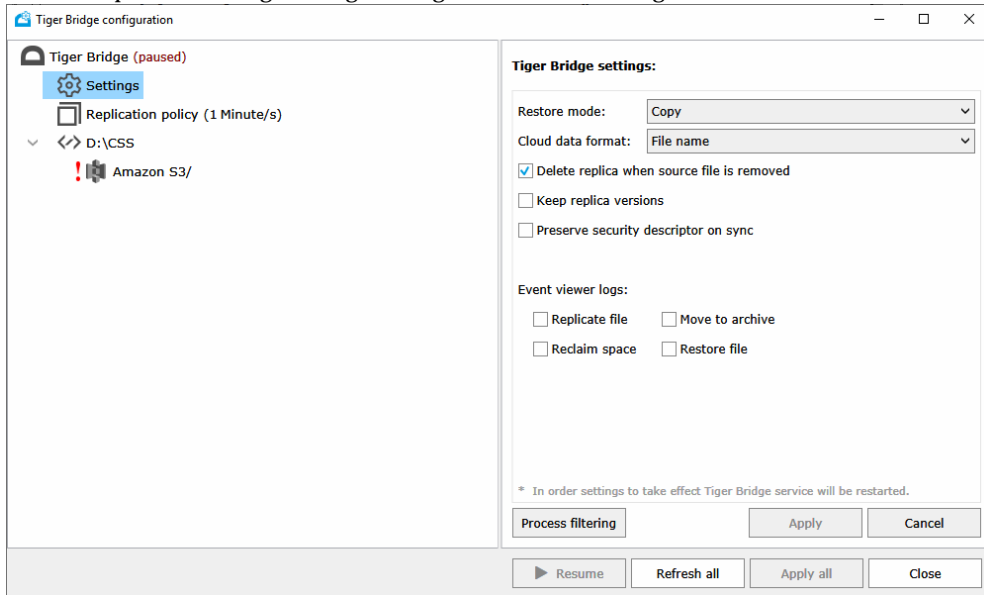 Tiger Bridge configuration
Tiger Bridge (paused)
Settings
Replication policy (1 Minute/s)
D:\CSS
Amazon S3/
Tiger Bridge settings:
Restore mode: Copy
Cloud data format: File name
Delete replica when source file is removed
Keep replica versions
Preserve security descriptor on sync
Event viewer logs:
Replicate file Move to archive
Reclaim space Restore file
* In order settings to take effect Tiger Bridge service will be restarted.
Process filtering Apply Cancel
Resume Refresh all Apply all Close